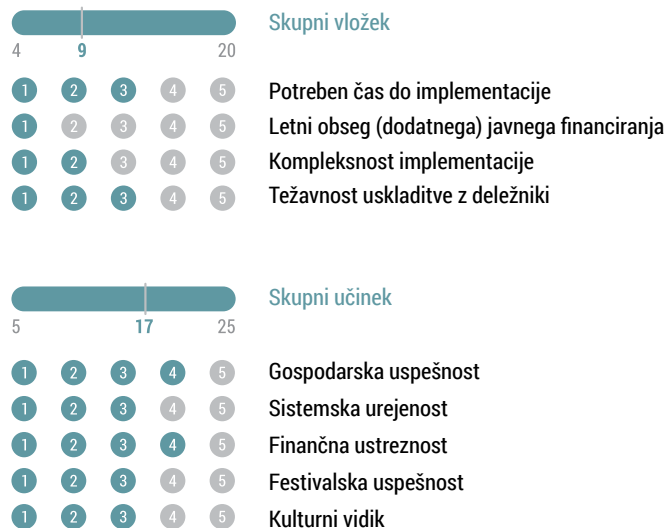 Skupni vložek
4 9 20
1 2 3 4 5 Potreben čas do implementacije
1 2 3 4 5 Letni obseg (dodatnega) javnega financiranja
1 2 3 4 5 Kompleksnost implementacije
1 2 3 4 5 Težavnost uskladitve z deležniki
Skupni učinek
5 17 25
1 2 3 4 5 Gospodarska uspešnost
1 2 3 4 5 Sistemska urejenost
1 2 3 4 5 Finančna ustreznost
1 2 3 4 5 Festivalska uspešnost
1 2 3 4 5 Kulturni vidik